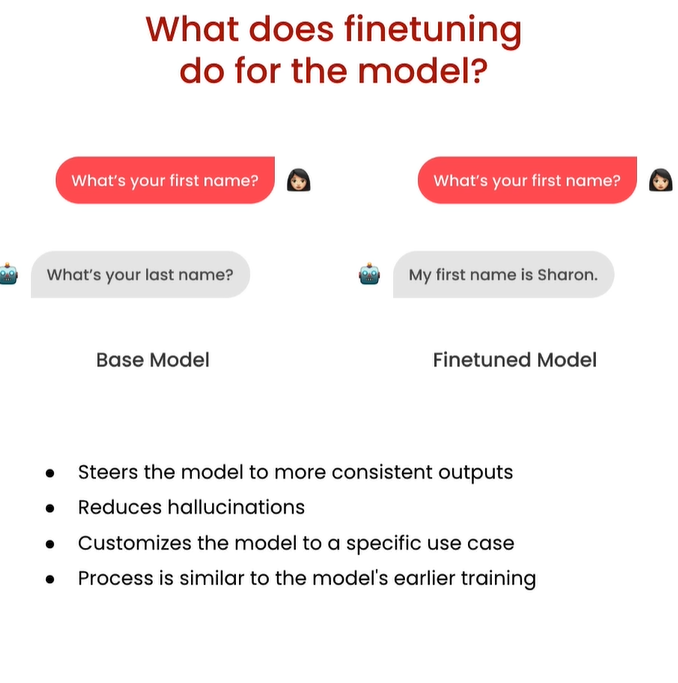 What does finetuning
do for the model?
What's your first name?
What's your first name?
What's your last name?
My first name is Sharon.
Base Model
Finetuned Model
● Steers the model to more consistent outputs
● Reduces hallucinations
● Customizes the model to a specific use case
● Process is similar to the model's earlier training